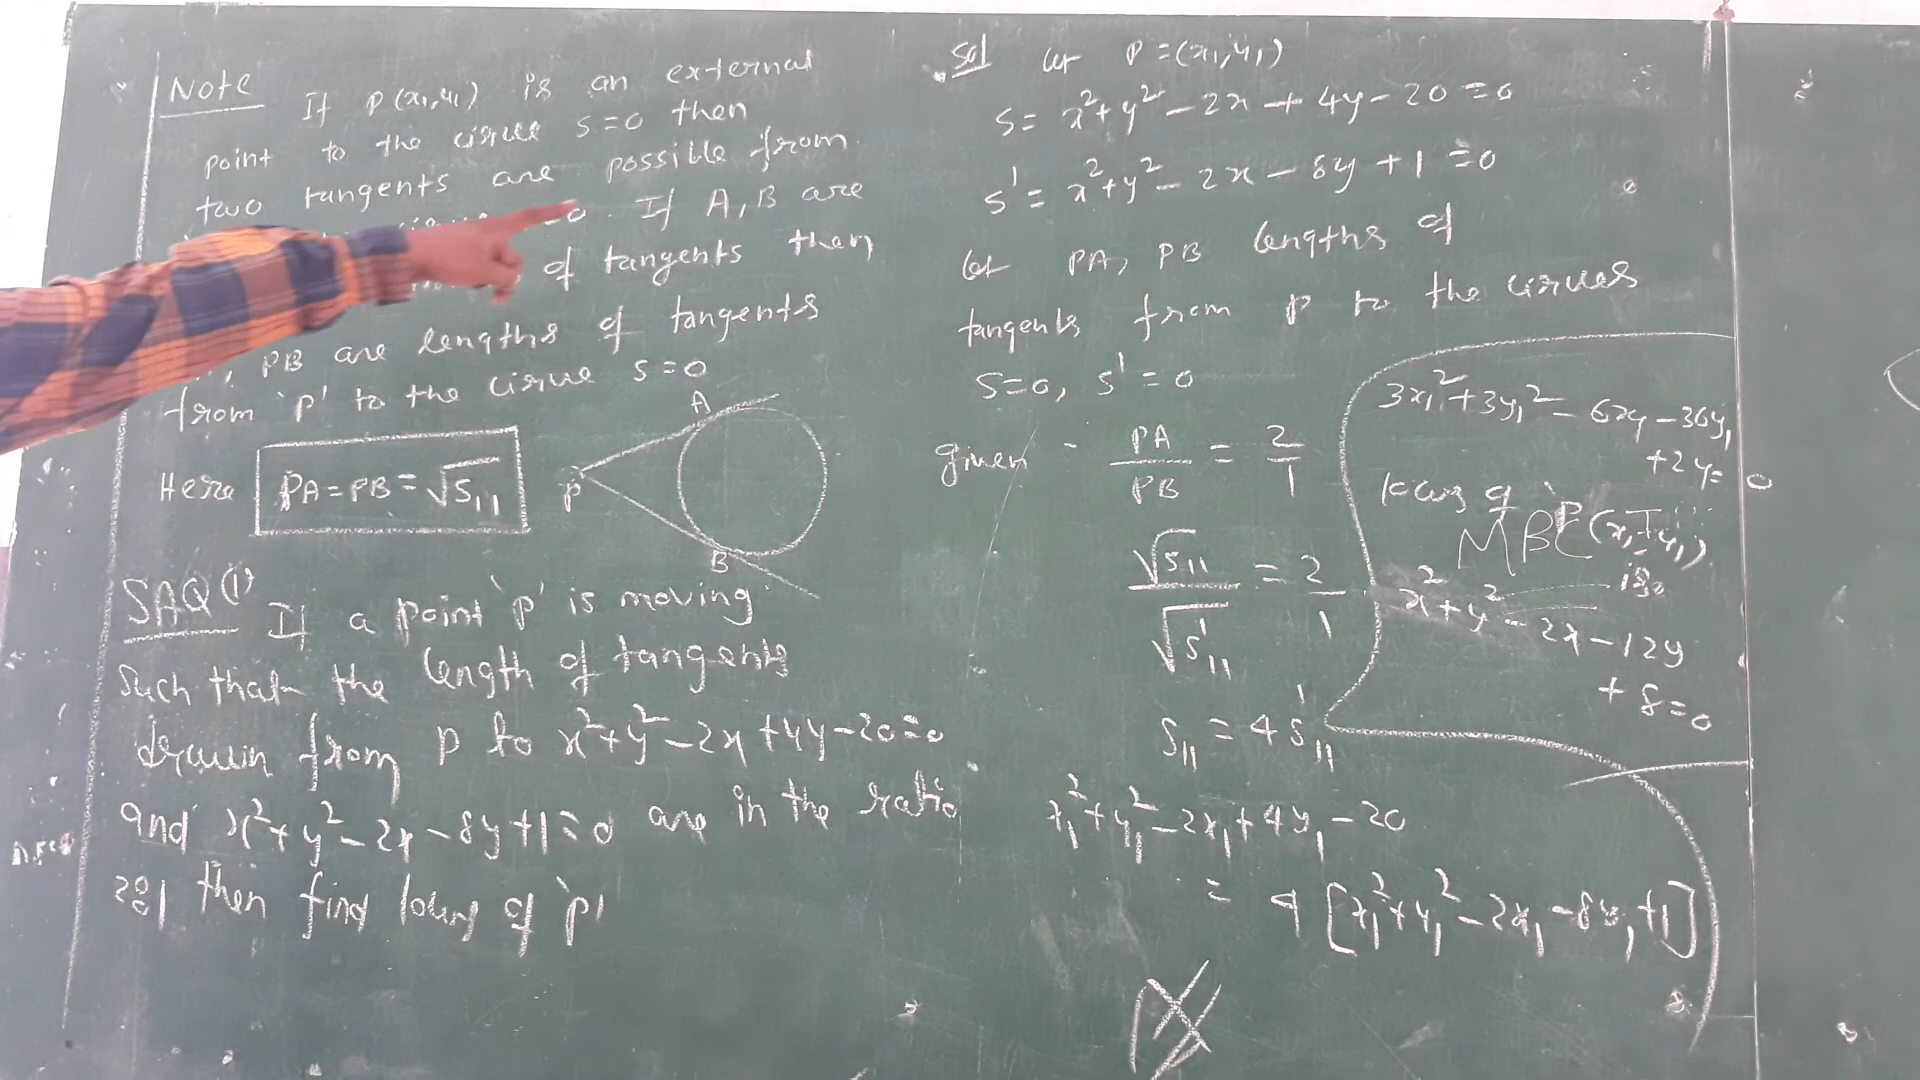 Note If P(x₁,y₁) is an external
point to the circle S=0 then
two tangents are possible from
=0. If A,B are
of tangents then
, PB are lengths of tangents
from 'p' to the circle S=0
Here PA=PB=√S₁₁
A
P
B
SAQ(1) If a point 'p' is moving
such that the length of tangents
drawn from P to x²+y²-2x+4y-20=0
and x²+y²-2x-8y+1=0 are in the ratio
2:1 then find locus of 'p'
Sol let P=(x₁,y₁)
S= x²+y²-2x+4y-20=0
S'= x²+y²-2x-8y+1=0
let PA, PB lengths of
tangents from P to the circles
S=0, S'=0
given - PA/PB = 2/1
√S₁₁/√S'₁₁ = 2/1
S₁₁ = 4S'₁₁
x₁²+y₁²-2x₁+4y₁-20
= 4[x₁²+y₁²-2x₁-8y₁+1]
3x₁²+3y₁²-6x₁-36y₁
+24=0
locus of P(x₁,y₁)
is
x²+y²-2x-12y
+8=0